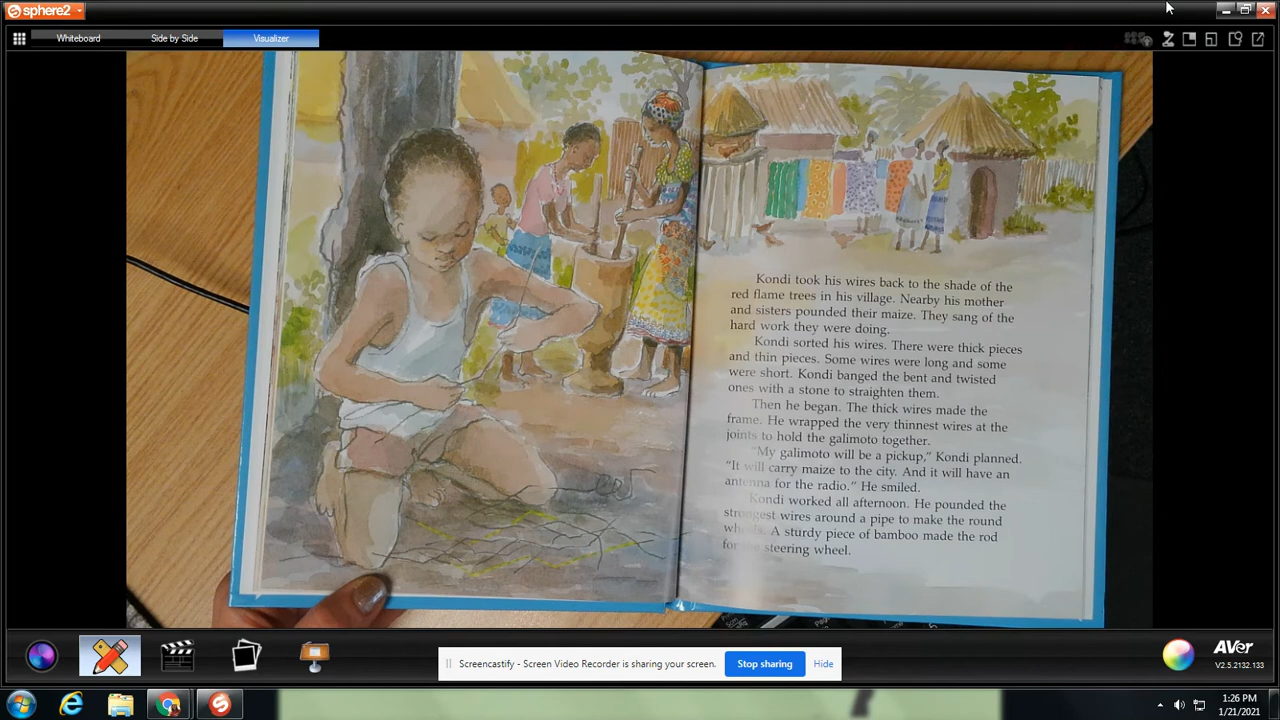 sphere2
Whiteboard
Side by Side
Visualizer
Kondi took his wires back to the shade of the
red flame trees in his village. Nearby his mother
and sisters pounded their maize. They sang of the
hard work they were doing.
Kondi sorted his wires. There were thick pieces
and thin pieces. Some wires were long and some
were short. Kondi banged the bent and twisted
ones with a stone to straighten them.
Then he began. The thick wires made the
frame. He wrapped the very thinnest wires at the
joints to hold the galimoto together.
"My galimoto will be a pickup," Kondi planned.
"It will carry maize to the city. And it will have an
antenna for the radio." He smiled.
Kondi worked all afternoon. He pounded the
strongest wires around a pipe to make the round
wheels. A sturdy piece of bamboo made the rod
for steering wheel.
Screencastify - Screen Video Recorder is sharing your screen.
Stop sharing
Hide
AVer
V2.5.2132.133
1:26 PM
1/21/2021